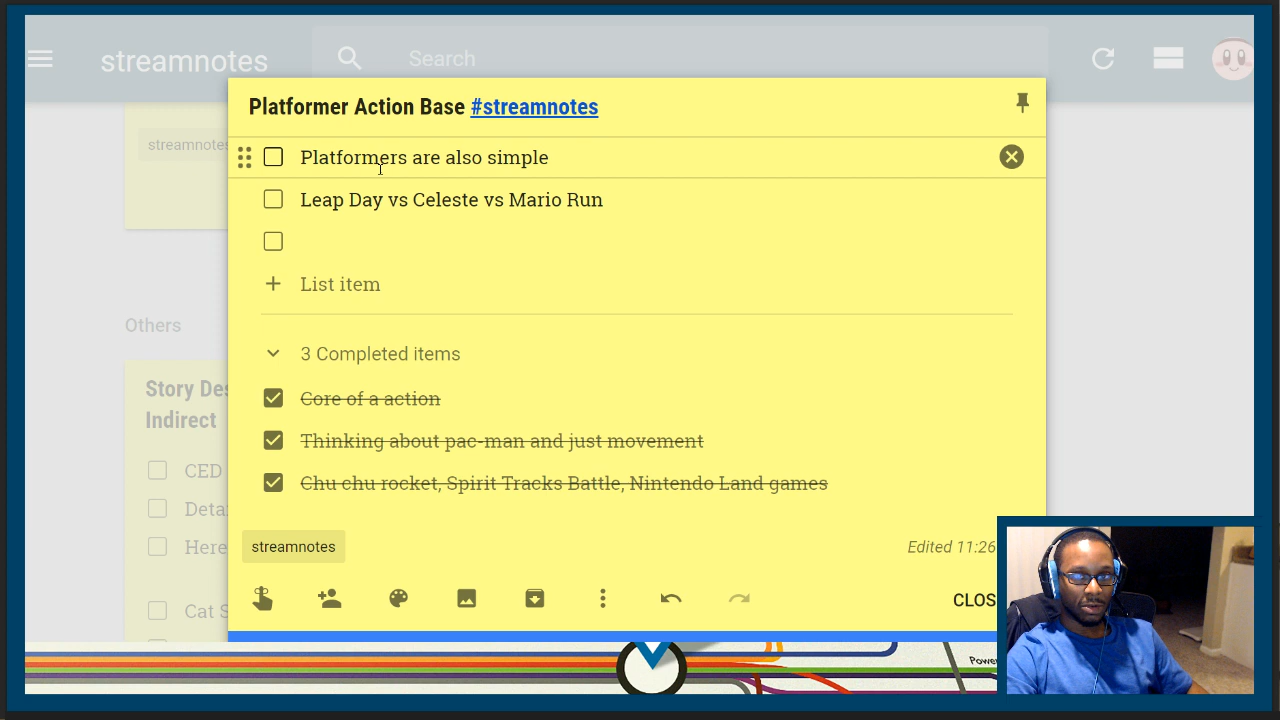 streamnotes
Search
Platformer Action Base #streamnotes
streamnotes
Platformers are also simple
Leap Day vs Celeste vs Mario Run
List item
Others
3 Completed items
Story Des
Indirect
Core of a action
Thinking about pac-man and just movement
CED
Chu chu rocket, Spirit Tracks Battle, Nintendo Land games
Deta
Here
streamnotes
Edited 11:26
CLOS
Cat S
Power